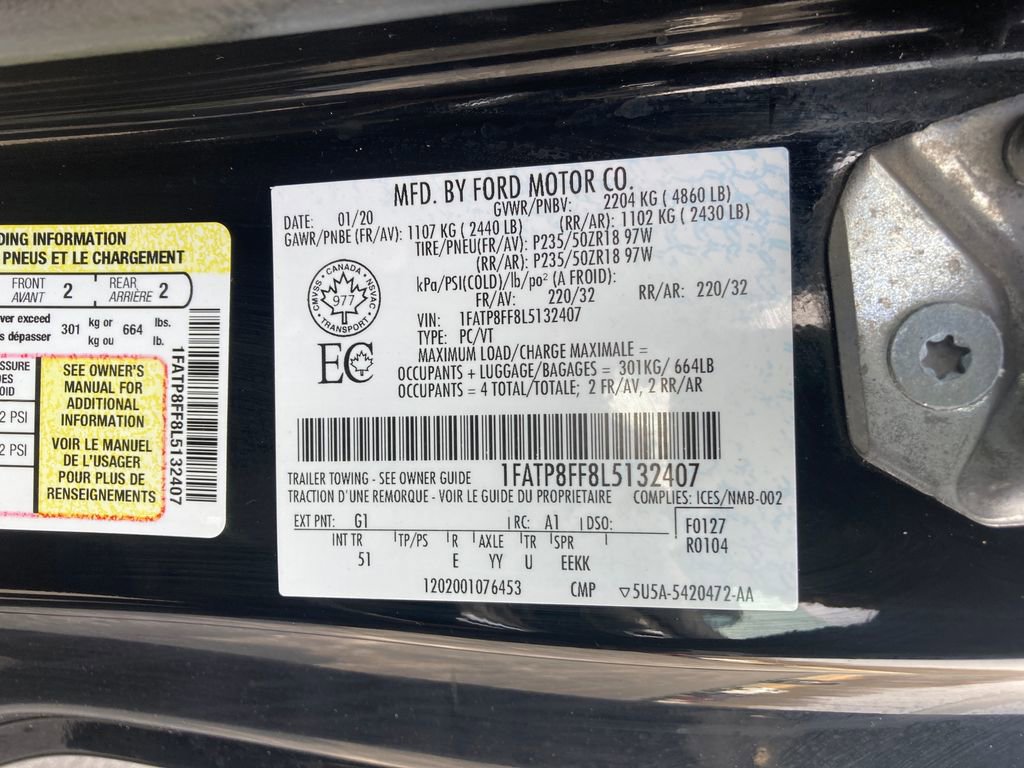 DING INFORMATION
PNEUS ET LE CHARGEMENT
FRONT
AVANT 2
REAR
ARRIÈRE 2
ver exceed
s dépasser 301 kg or 664 lbs.
kg ou lb.
2 PSI
2 PSI
SEE OWNER'S
MANUAL FOR
ADDITIONAL
INFORMATION
VOIR LE MANUEL
DE L'USAGER
POUR PLUS DE
RENSEIGNEMENTS
1FATP8FF8L5132407
MFD. BY FORD MOTOR CO.
DATE: 01/20 GVWR/PNBV: 2204 KG ( 4860 LB)
GAWR/PNBE (FR/AV): 1107 KG ( 2440 LB) (RR/AR): 1102 KG ( 2430 LB)
TIRE/PNEU(FR/AV): P235/50ZR18 97W
(RR/AR): P235/50ZR18 97W
kPa/PSI(COLD)/lb/po² (A FROID):
FR/AV: 220/32 RR/AR: 220/32
VIN: 1FATP8FF8L5132407
TYPE: PC/VT
MAXIMUM LOAD/CHARGE MAXIMALE =
OCCUPANTS + LUGGAGE/BAGAGES = 301KG/ 664LB
OCCUPANTS = 4 TOTAL/TOTALE; 2 FR/AV, 2 RR/AR
CANADA
CMVSS 977 NSVAC
TRANSPORT
EC
1FATP8FF8L5132407
TRAILER TOWING - SEE OWNER GUIDE
TRACTION D'UNE REMORQUE - VOIR LE GUIDE DU PROPRIETAIRE COMPLIES: ICES/NMB-002
EXT PNT: G1 RC: A1 DSO: F0127
R0104
INT TR TP/PS R AXLE TR SPR
51 E YY U EEKK
1202001076453 CMP ▽5U5A-5420472-AA